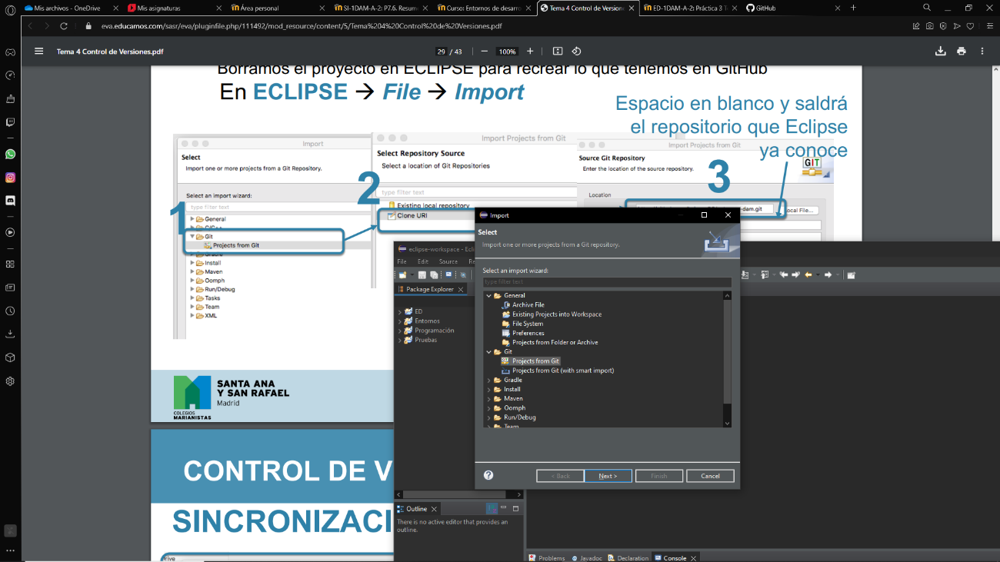 Mis archivos - OneDrive
Mis asignaturas
Área personal
SI-1DAM-A-2: P7.6. Resum
Curso: Entornos de desarro
Tema 4 Control de Version
ED-1DAM-A-2: Práctica 3 T
GitHub
eva.educamos.com/sasr/eva/pluginfile.php/111492/mod_resource/content/5/Tema%204%20Control%20de%20Versiones.pdf
Tema 4 Control de Versiones.pdf
29 / 43
100%
Borramos el proyecto en ECLIPSE para recrear lo que tenemos en GitHub
En ECLIPSE → File → Import
Espacio en blanco y saldrá
el repositorio que Eclipse
ya conoce
1
2
3
Import
Select
Import one or more projects from a Git Repository.
Select an import wizard:
type filter text
General
C/C++
Git
Projects from Git
Gradle
Install
Maven
Oomph
Run/Debug
Tasks
Team
XML
Import Projects from Git
Select Repository Source
Select a location of Git Repositories
type filter text
Existing local repository
Clone URI
Import Projects from Git
Source Git Repository
Enter the location of the source repository.
GIT
Location
-dam.git
ocal File...
SANTA ANA
Y SAN RAFAEL
Madrid
COLEGIOS
MARIANISTAS
CONTROL DE V
SINCRONIZACI
rive
eclipse-workspace - Ecli
File Edit Source Re
Package Explorer
ED
Entornos
Programación
Pruebas
Outline
There is no active editor that provides an
outline.
Problems
Javadoc
Declaration
Console
Import
Select
Import one or more projects from a Git repository.
Select an import wizard:
type filter text
General
Archive File
Existing Projects into Workspace
File System
Preferences
Projects from Folder or Archive
Git
Projects from Git
Projects from Git (with smart import)
Gradle
Install
Maven
Oomph
Run/Debug
Team
< Back
Next >
Finish
Cancel